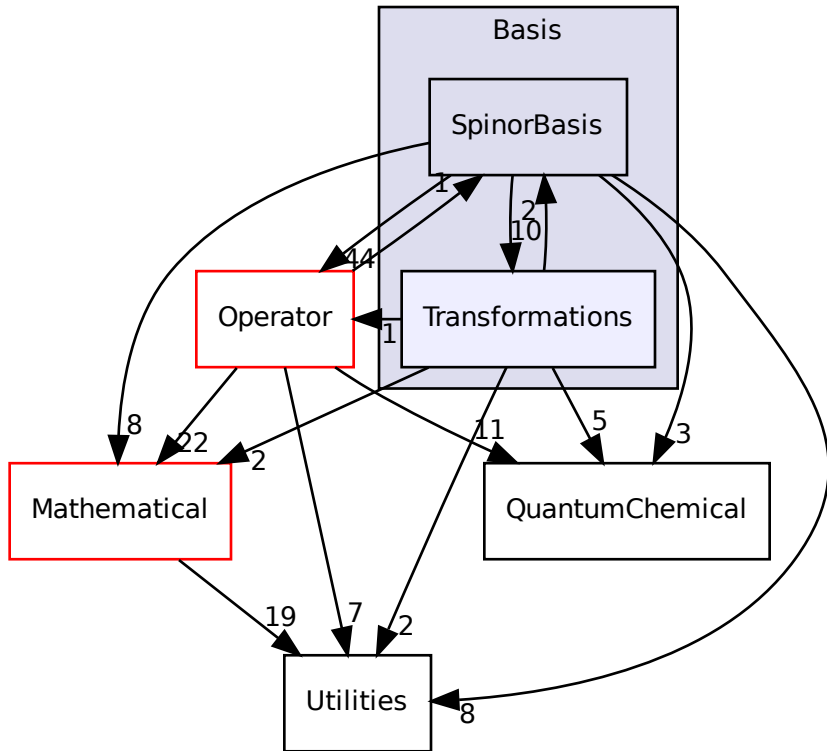 Basis
SpinorBasis
1
2
10
44
Operator
Transformations
1
8
22
2
11
5
3
Mathematical
QuantumChemical
19
7
2
Utilities
8